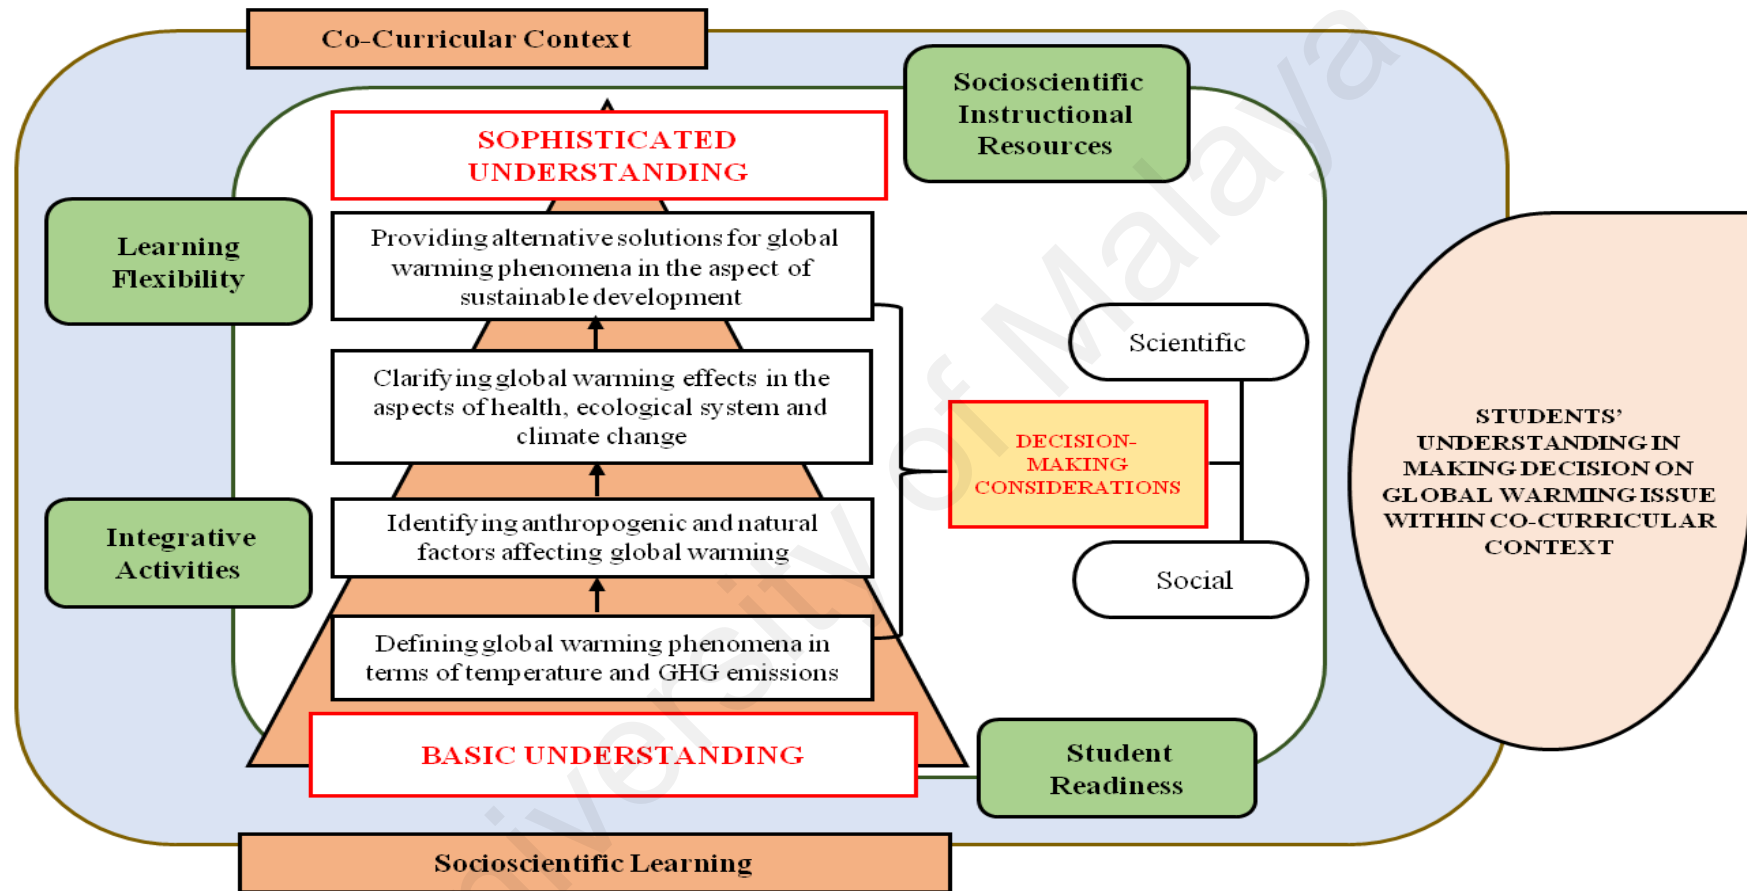 Co-Curricular Context
Socioscientific
Instructional
Resources
SOPHISTICATED
UNDERSTANDING
Learning
Flexibility
Providing alternative solutions for global
warming phenomena in the aspect of
sustainable development
Scientific
Clarifying global warming effects in the
aspects of health, ecological system and
climate change
DECISION-
MAKING
CONSIDERATIONS
STUDENTS’
UNDERSTANDING IN
MAKING DECISION ON
GLOBAL WARMING ISSUE
WITHIN CO-CURRICULAR
CONTEXT
Integrative
Activities
Identifying anthropogenic and natural
factors affecting global warming
Social
Defining global warming phenomena in
terms of temperature and GHG emissions
BASIC UNDERSTANDING
Student
Readiness
Socioscientific Learning
University of Malaya